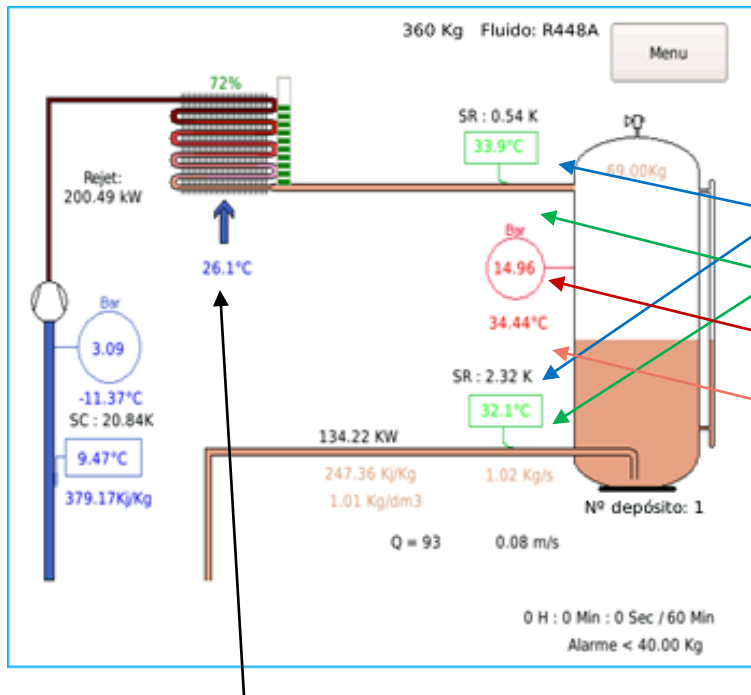 360 Kg Fluido: R448A
Menu
72%
SR : 0.54 K
33.9°C
69.00Kg
Rejet:
200.49 kW
Bar
26.1°C
14.96
Bar
34.44°C
3.09
SR : 2.32 K
-11.37°C
SC : 20.84K
32.1°C
134.22 KW
9.47°C
247.36 Kj/Kg 1.02 Kg/s
379.17Kj/Kg
1.01 Kg/dm3
Nº depósito: 1
Q = 93 0.08 m/s
0 H : 0 Min : 0 Sec / 60 Min
Alarme < 40.00 Kg